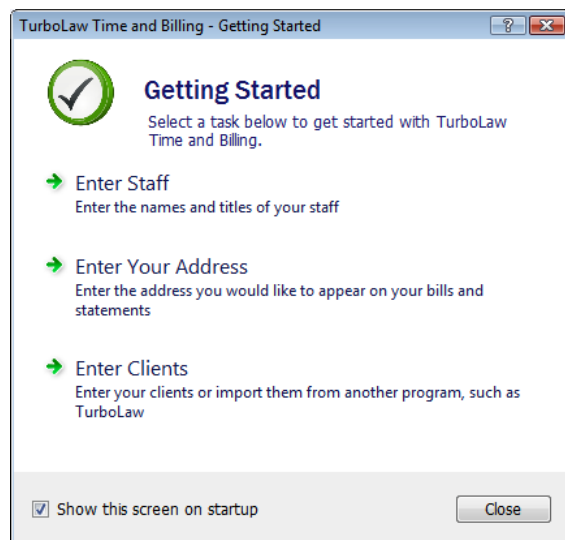 TurboLaw Time and Billing - Getting Started
?
Getting Started
Select a task below to get started with TurboLaw
Time and Billing.
Enter Staff
Enter the names and titles of your staff
Enter Your Address
Enter the address you would like to appear on your bills and
statements
Enter Clients
Enter your clients or import them from another program, such as
TurboLaw
Show this screen on startup
Close